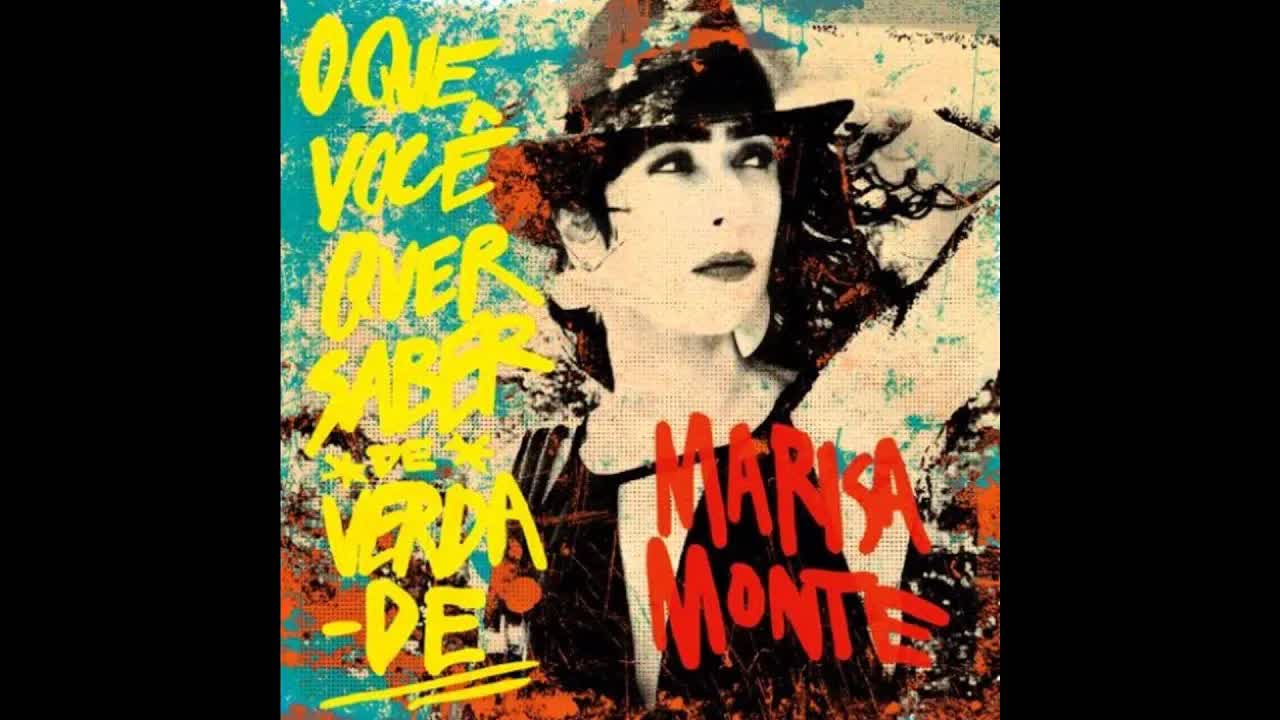 O QUE
VOCÊ
QUER
SABER
*DE*
VERDA
-DE
MARISA
MONTE